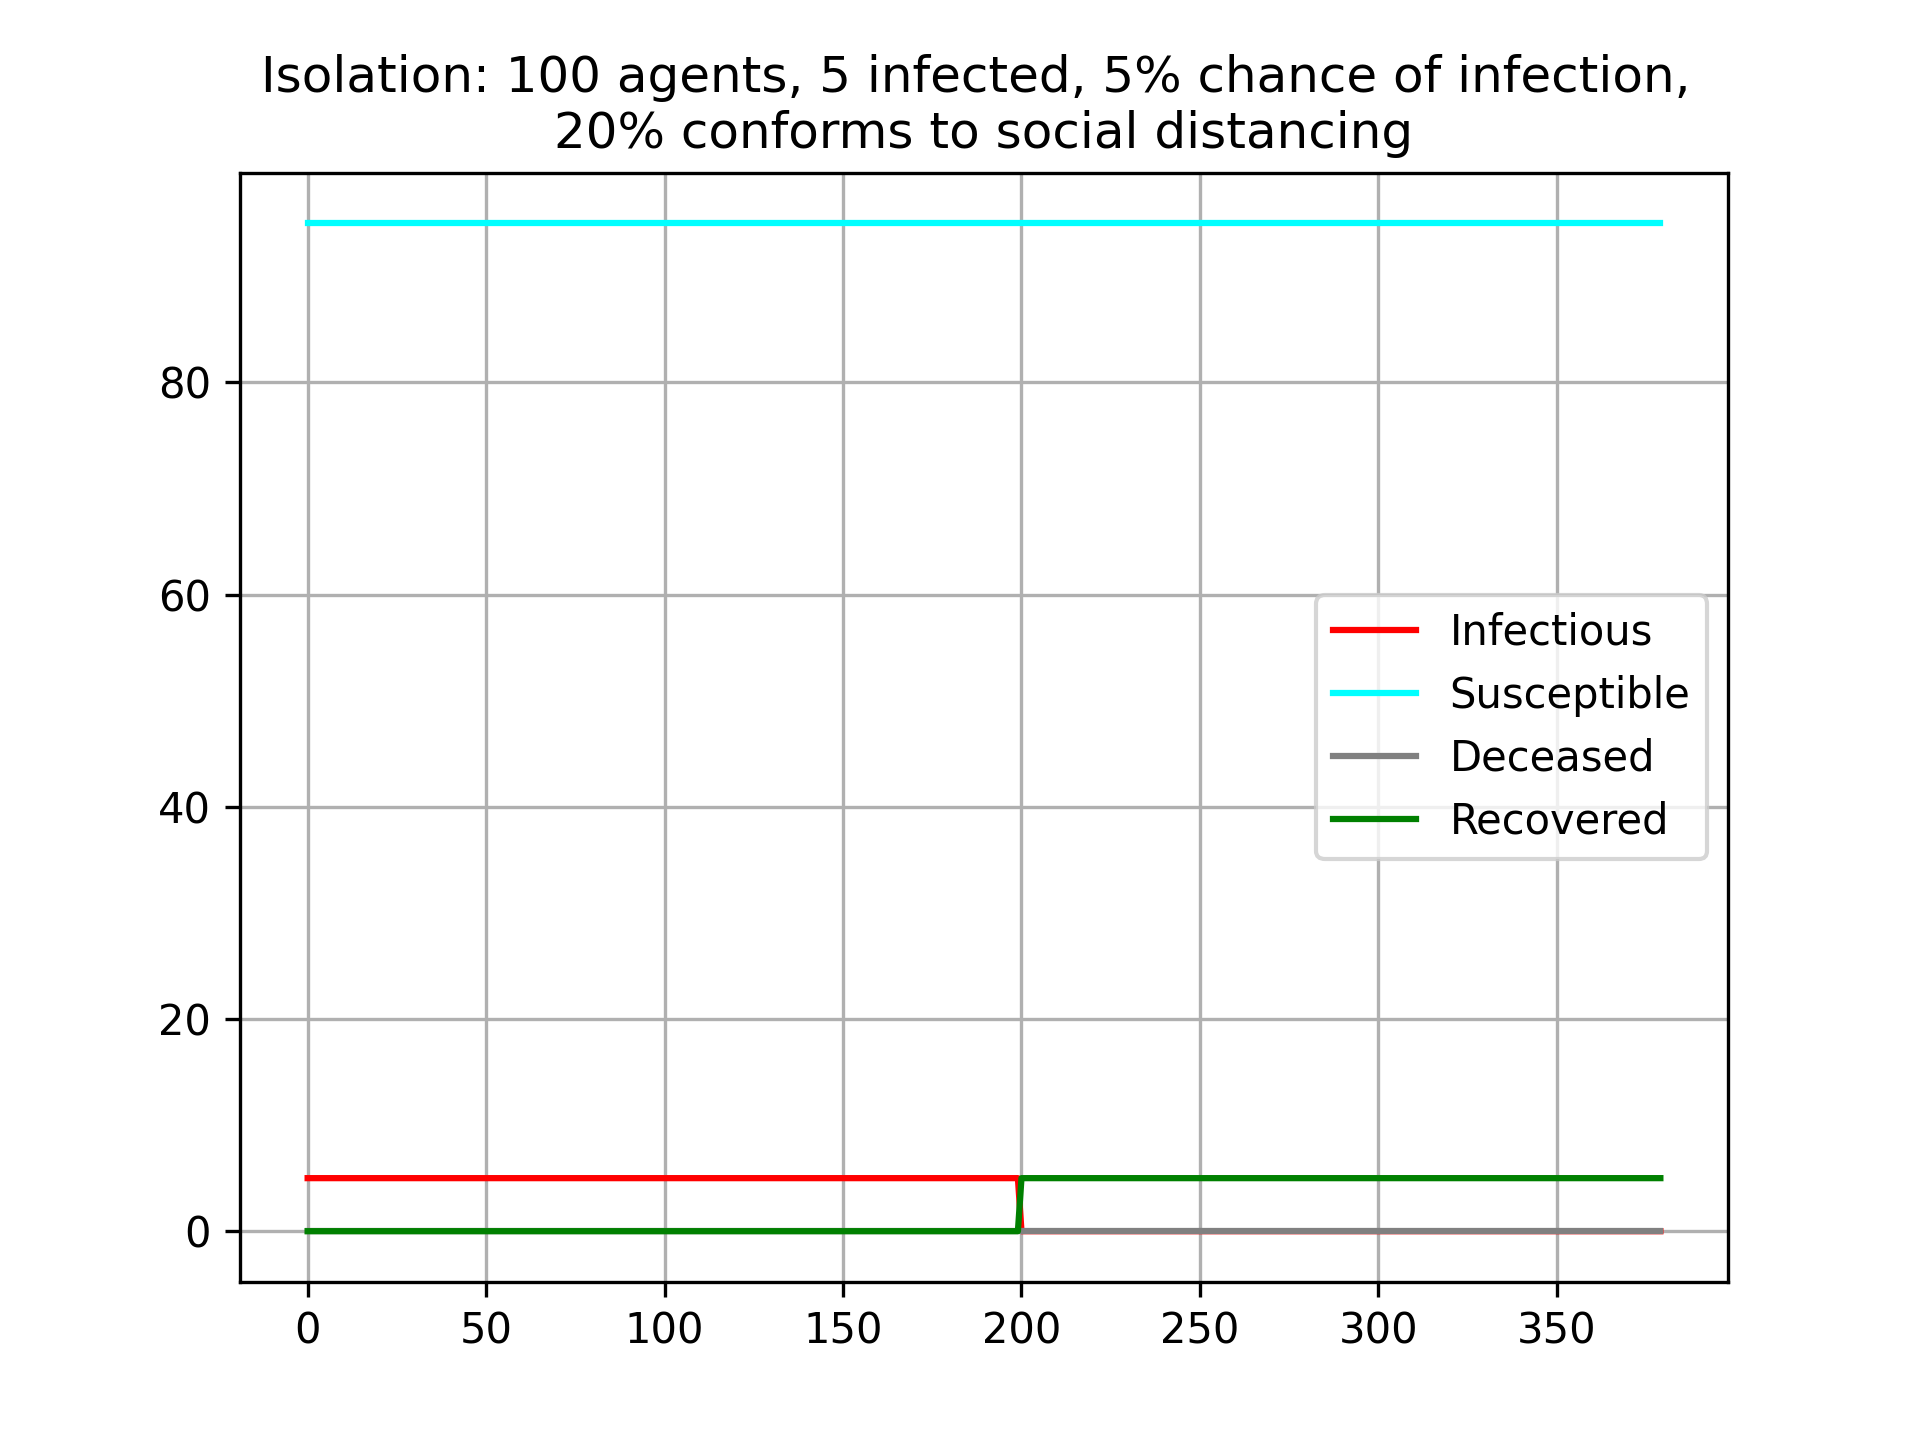 Isolation: 100 agents, 5 infected, 5% chance of infection,
20% conforms to social distancing
80
60
40
20
0
Infectious
Susceptible
Deceased
Recovered
0 50 100 150 200 250 300 350